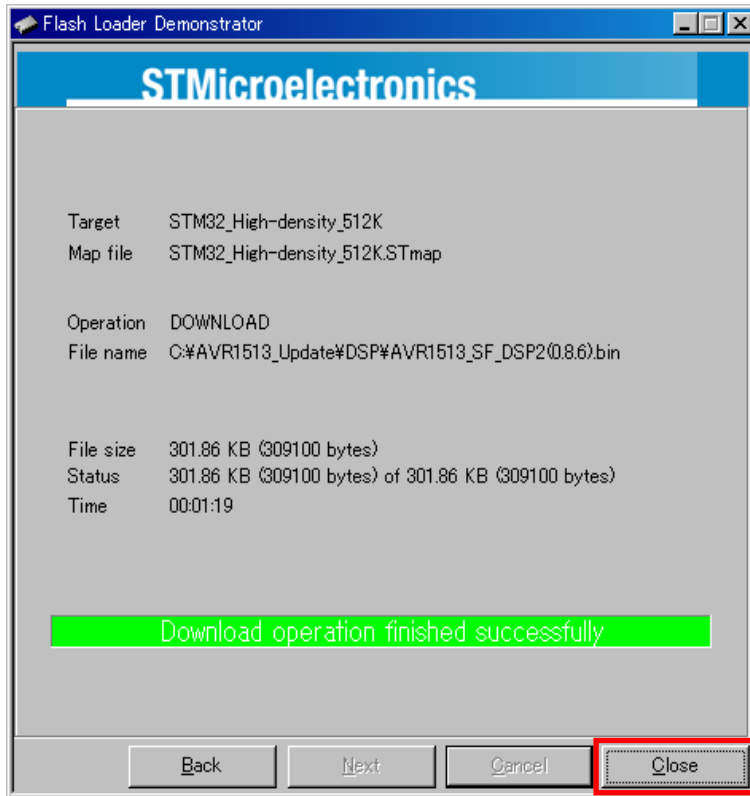 Flash Loader Demonstrator
STMicroelectronics
Target STM32_High-density_512K
Map file STM32_High-density_512K.STmap
Operation DOWNLOAD
File name C:¥AVR1513_Update¥DSP¥AVR1513_SF_DSP2(0.8.6).bin
File size 301.86 KB (309100 bytes)
Status 301.86 KB (309100 bytes) of 301.86 KB (309100 bytes)
Time 00:01:19
Download operation finished successfully
Back Next Cancel Close